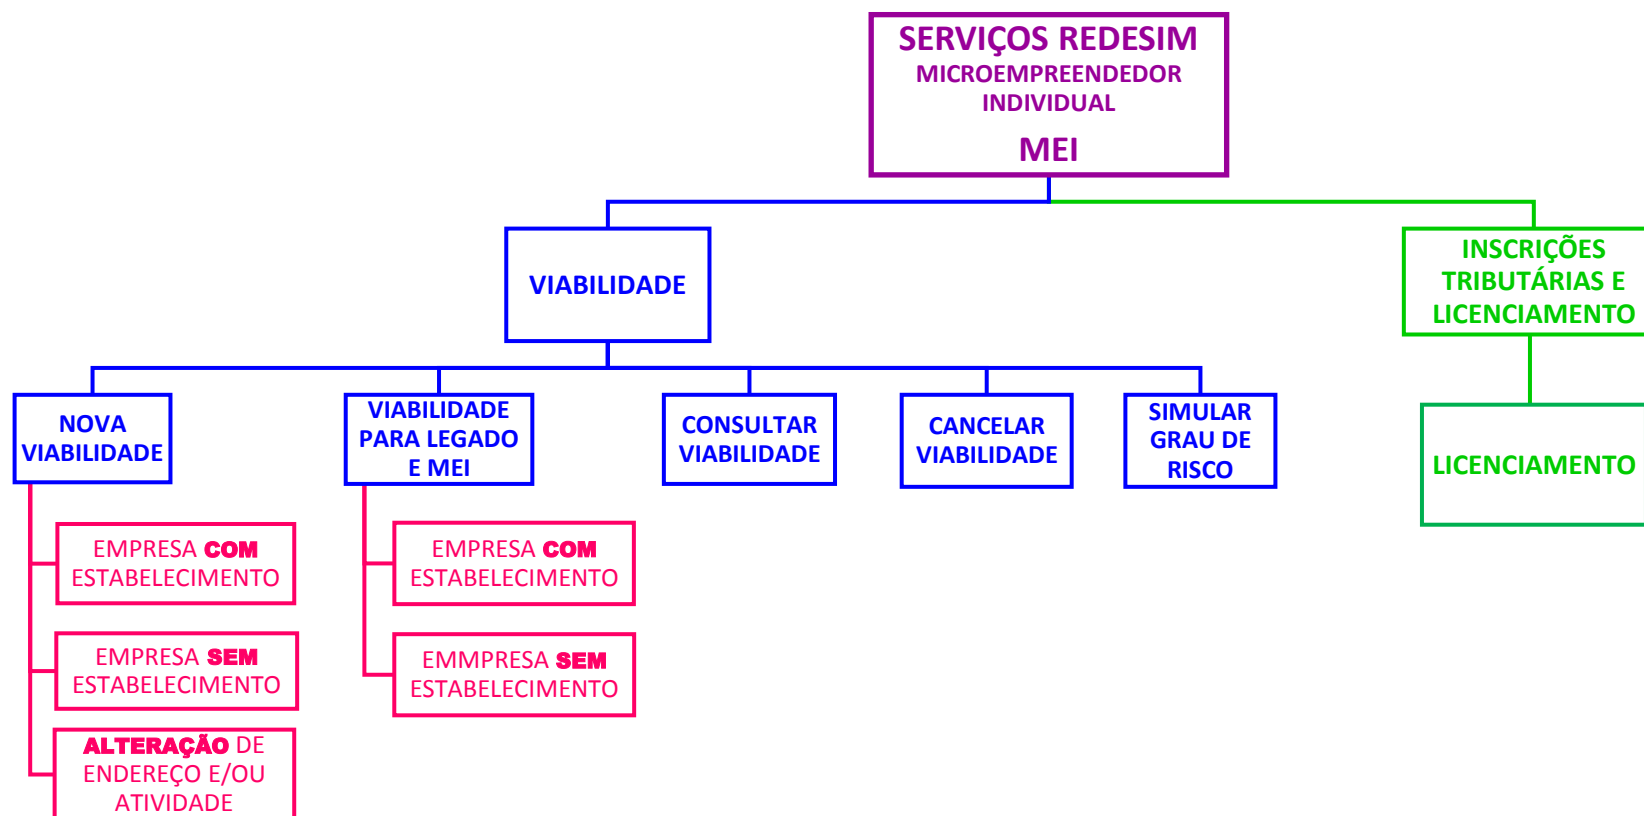 SERVIÇOS REDESIM
MICROEMPREENDEDOR
INDIVIDUAL
MEI
VIABILIDADE
INSCRIÇÕES
TRIBUTÁRIAS E
LICENCIAMENTO
NOVA
VIABILIDADE
VIABILIDADE
PARA LEGADO
E MEI
CONSULTAR
VIABILIDADE
CANCELAR
VIABILIDADE
SIMULAR
GRAU DE
RISCO
LICENCIAMENTO
EMPRESA COM
ESTABELECIMENTO
EMPRESA SEM
ESTABELECIMENTO
ALTERAÇÃO DE
ENDEREÇO E/OU
ATIVIDADE
EMPRESA COM
ESTABELECIMENTO
EMMPRESA SEM
ESTABELECIMENTO